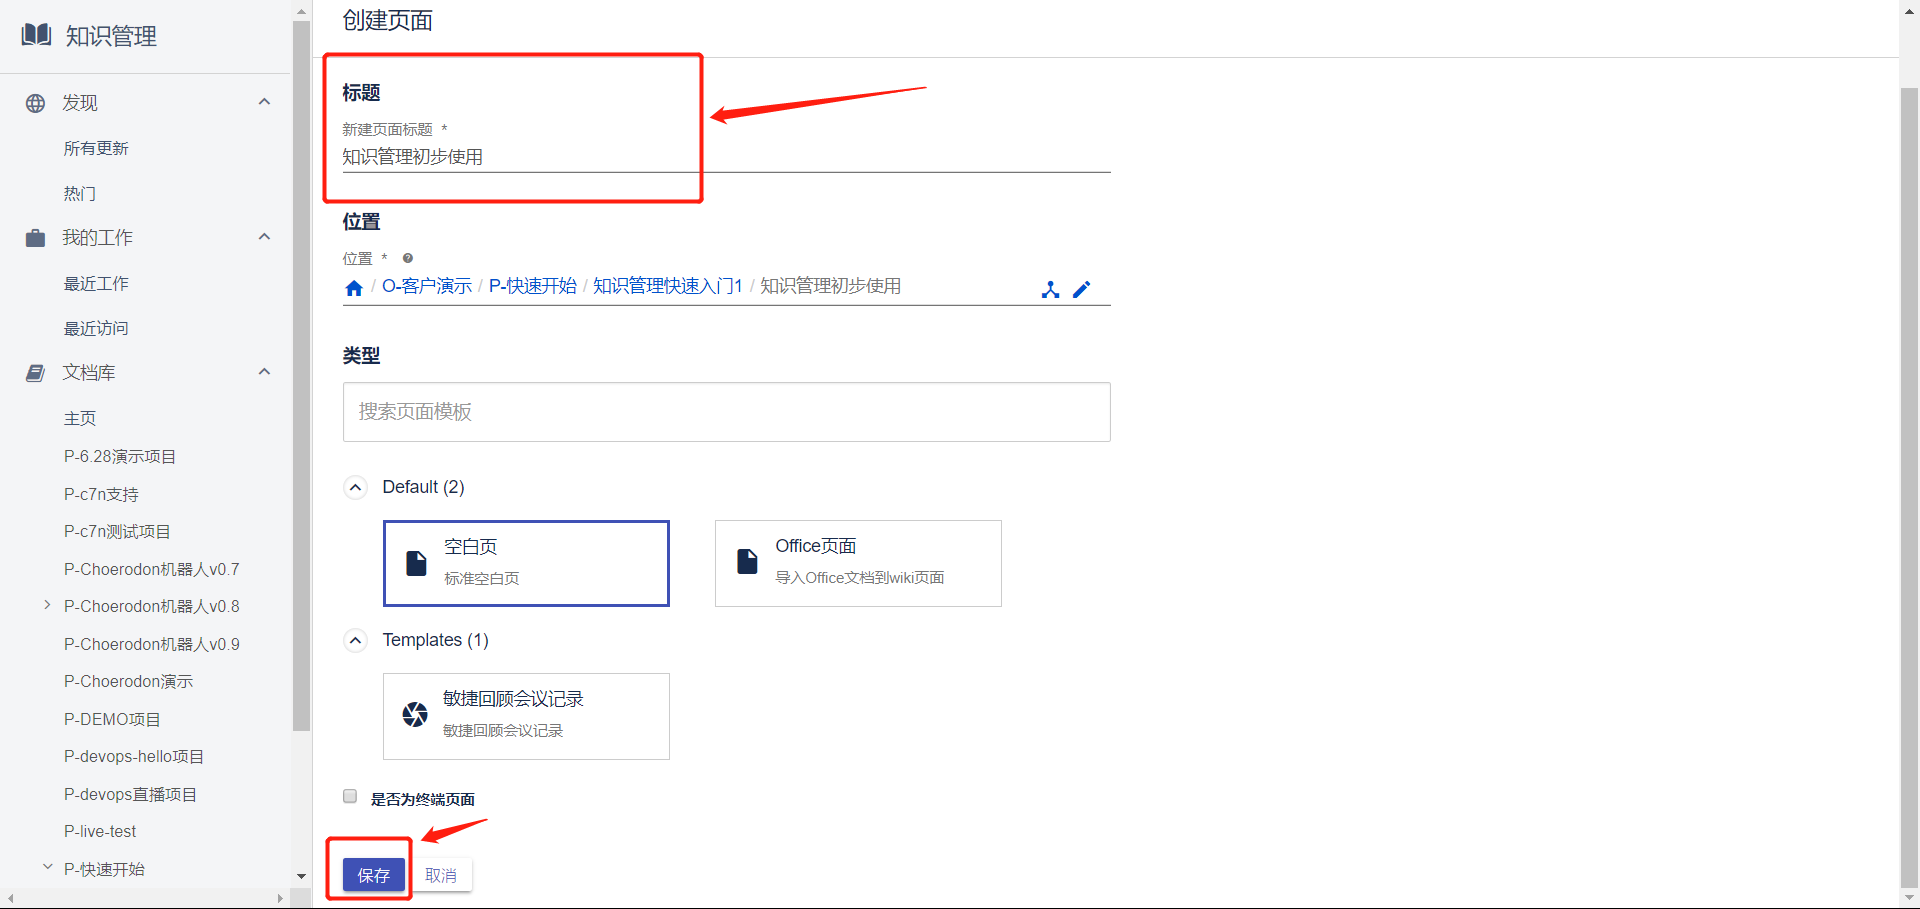 知识管理
发现
所有更新
热门
我的工作
最近工作
最近访问
文档库
主页
P-6.28演示项目
P-c7n支持
P-c7n测试项目
P-Choerodon机器人v0.7
P-Choerodon机器人v0.8
P-Choerodon机器人v0.9
P-Choerodon演示
P-DEMO项目
P-devops-hello项目
P-devops直播项目
P-live-test
P-快速开始
创建页面
标题
新建页面标题 *
知识管理初步使用
位置
位置 *
/ O-客户演示 / P-快速开始 / 知识管理快速入门1 / 知识管理初步使用
类型
搜索页面模板
Default (2)
空白页
标准空白页
Office页面
导入Office文档到wiki页面
Templates (1)
敏捷回顾会议记录
敏捷回顾会议记录
是否为终端页面
保存 取消